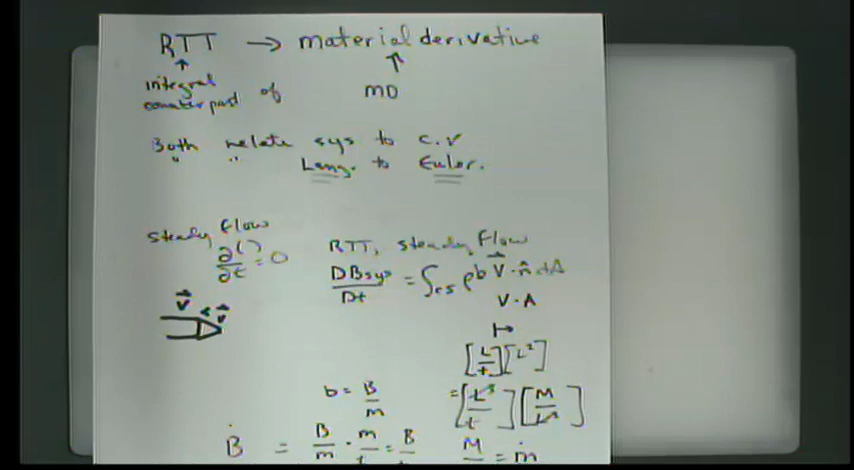 RTT → material derivative
↑ ↑
integral
counterpart of MD
Both relate sys to C.V
" " Lang. to Euler.
Steady flow
∂( )/∂t = 0
RTT, steady flow
DBsys/Dt = ∫cs ρb V⃗·n̂ dA
V·A
V⃗ V⃗
[L/t][L²]
b = B/m
= [L³/t][M/L³]
Ḃ = B/m · m/t = B/t M/ = ṁ